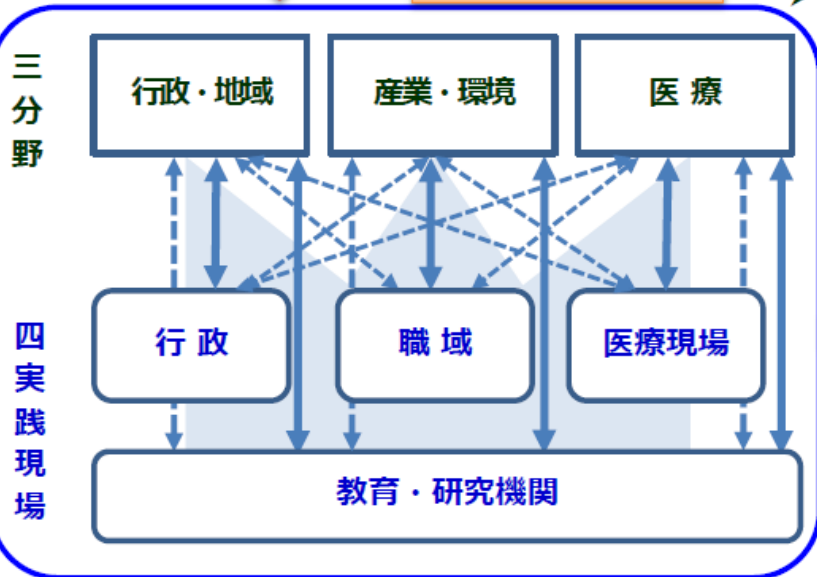 三分野
行政・地域
産業・環境
医 療
四実践現場
行 政
職 域
医療現場
教育・研究機関